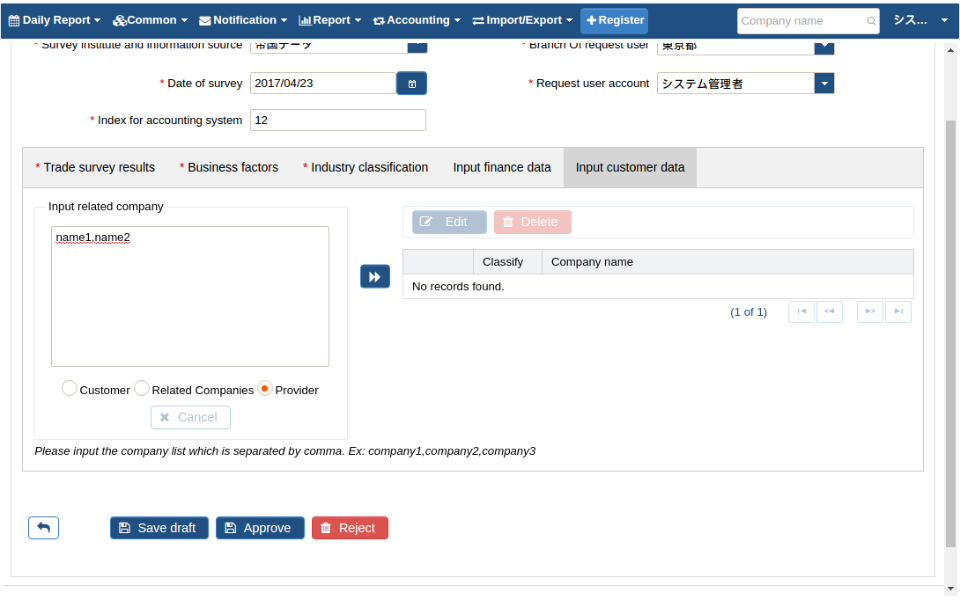 Daily Report Common Notification Report Accounting Import/Export Register Company name シス...
* Survey institute and information source 帝国データ * Branch Of request user 東京都
* Date of survey 2017/04/23 * Request user account システム管理者
* Index for accounting system 12
* Trade survey results * Business factors * Industry classification Input finance data Input customer data
Input related company
name1,name2
Edit Delete
Classify Company name
No records found.
(1 of 1)
Customer Related Companies Provider
Cancel
Please input the company list which is separated by comma. Ex: company1,company2,company3
Save draft Approve Reject